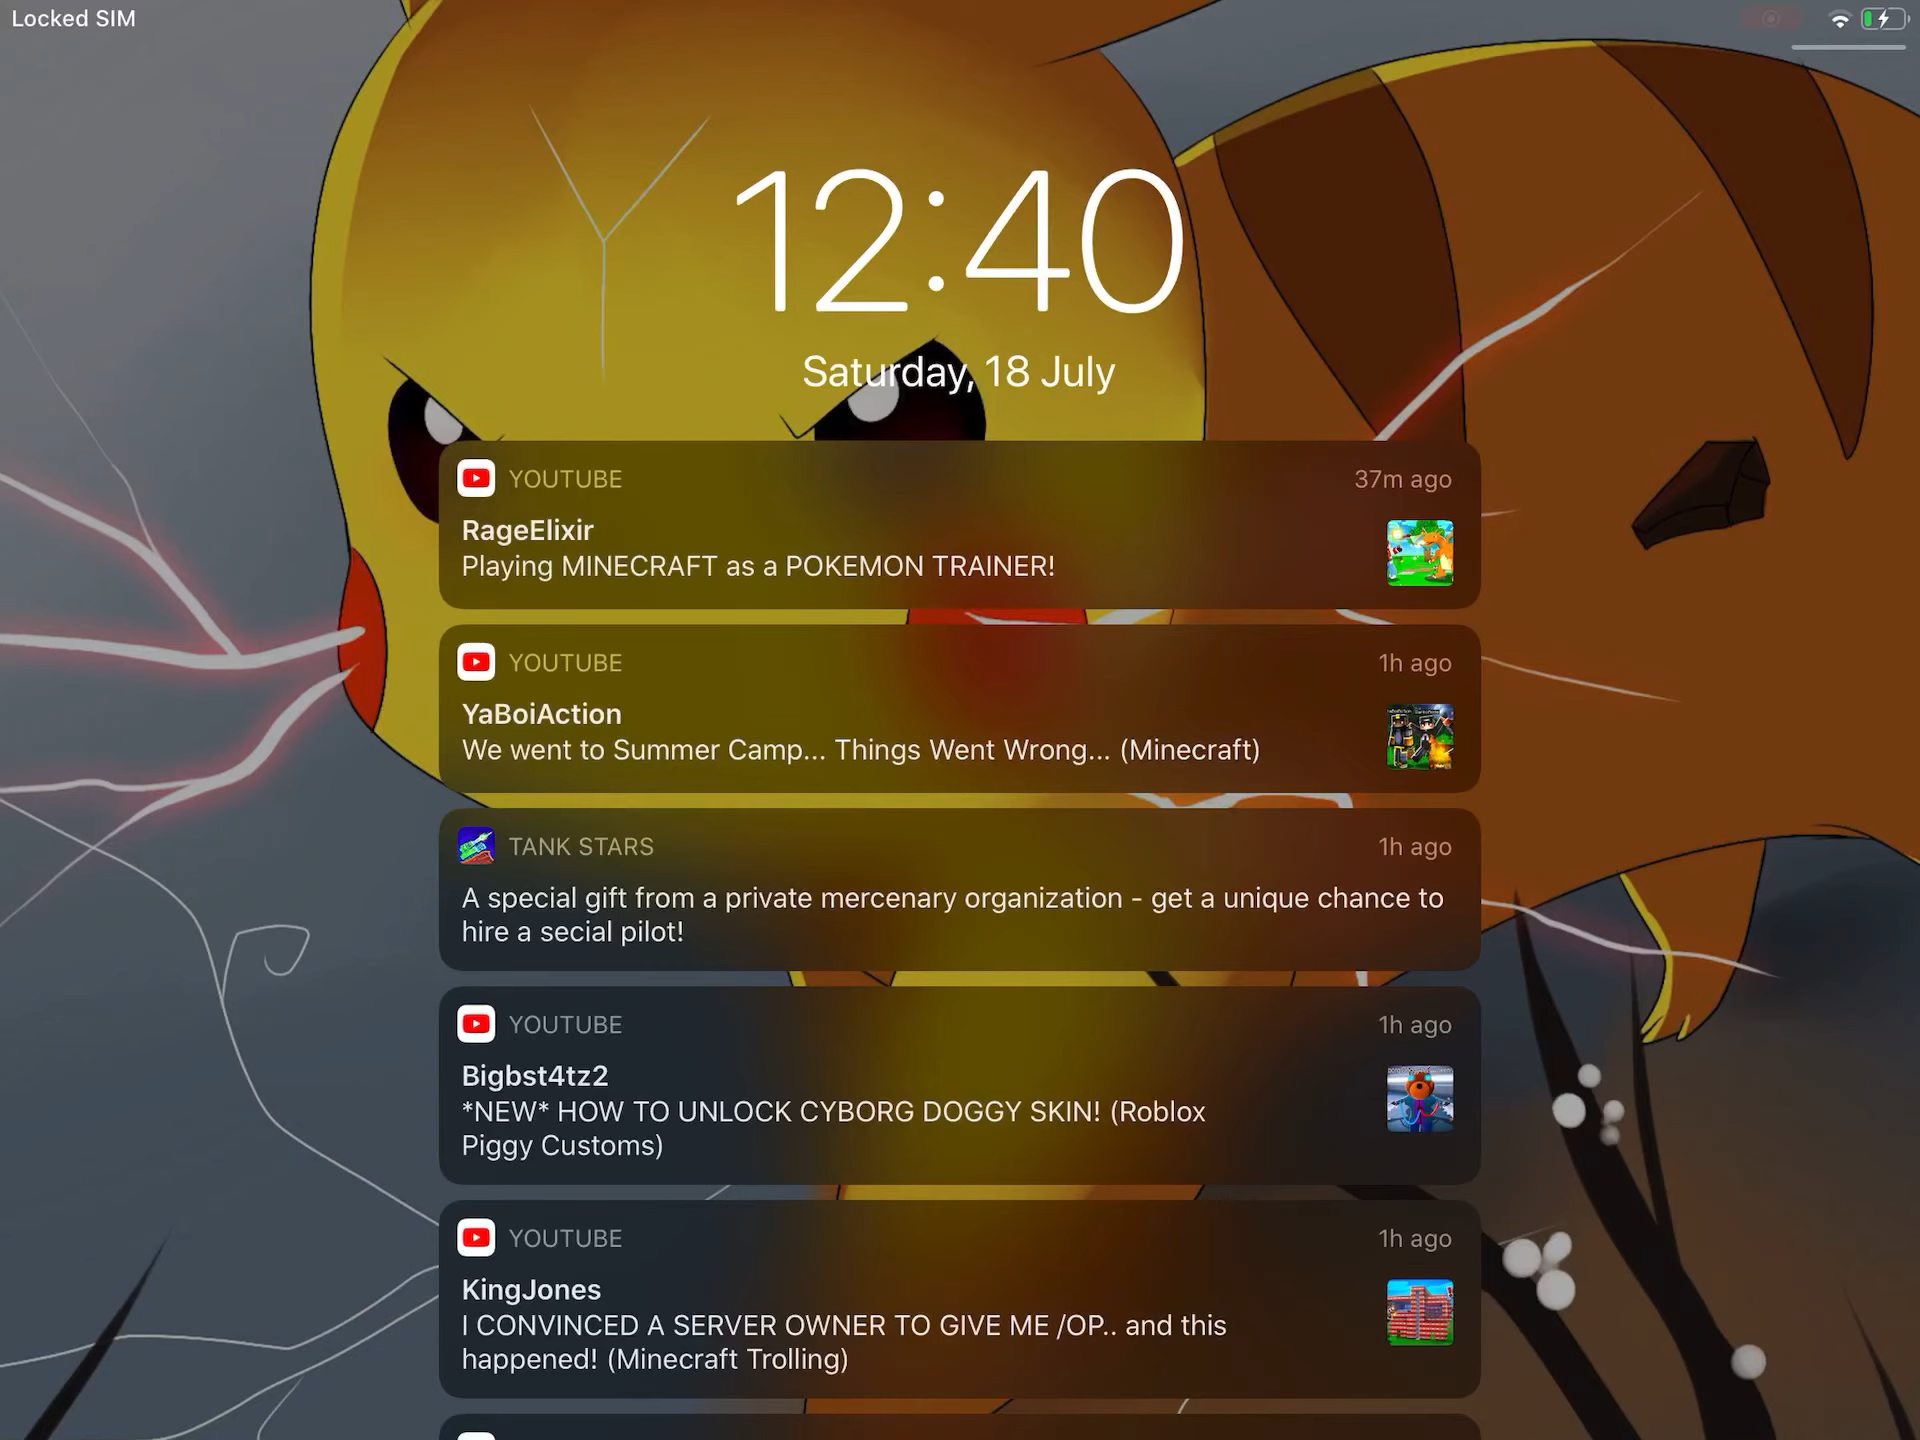 Locked SIM
12:40
Saturday, 18 July
YOUTUBE
37m ago
RageElixir
Playing MINECRAFT as a POKEMON TRAINER!
YOUTUBE
1h ago
YaBoiAction
We went to Summer Camp... Things Went Wrong... (Minecraft)
TANK STARS
1h ago
A special gift from a private mercenary organization - get a unique chance to
hire a secial pilot!
YOUTUBE
1h ago
Bigbst4tz2
*NEW* HOW TO UNLOCK CYBORG DOGGY SKIN! (Roblox
Piggy Customs)
YOUTUBE
1h ago
KingJones
I CONVINCED A SERVER OWNER TO GIVE ME /OP.. and this
happened! (Minecraft Trolling)